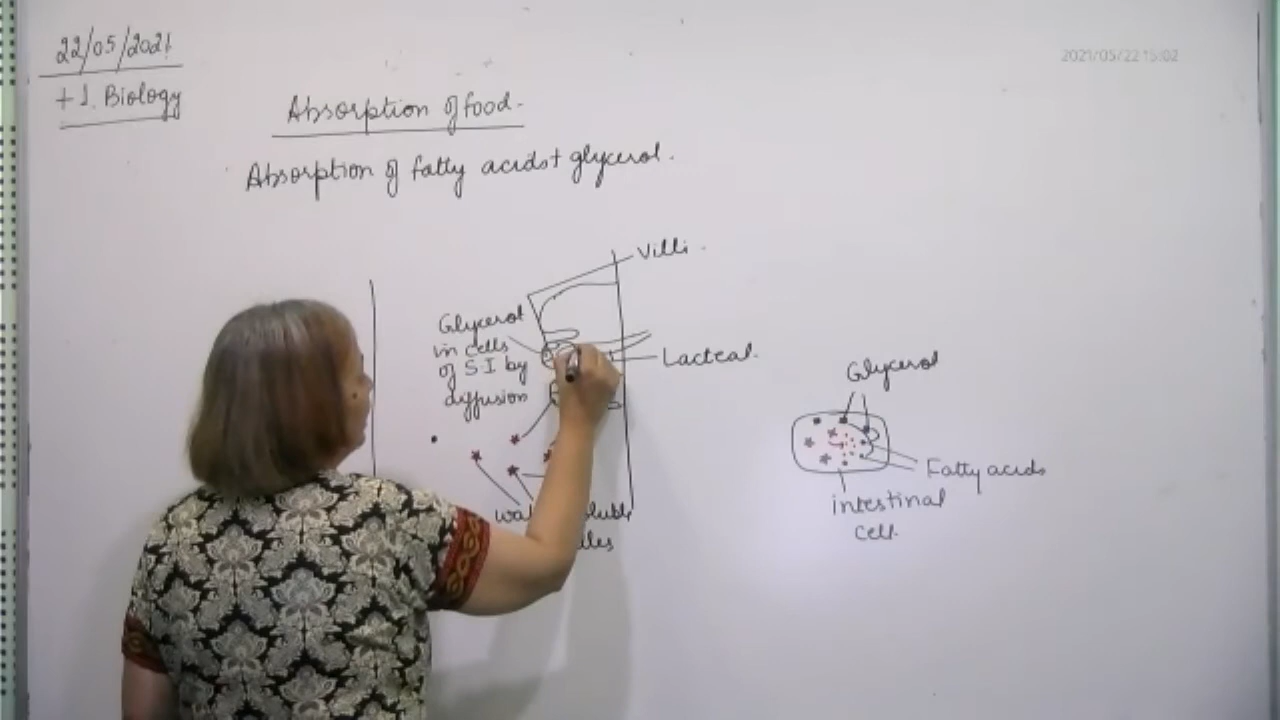 22/05/2021
2021/05/22 15:02
+1. Biology
Absorption of food.
Absorption of fatty acids + glycerol.
Villi.
Glycerol
in cells
of S.I by
diffusion
Lacteal.
Glycerol
Fatty acids
intestinal
cell.